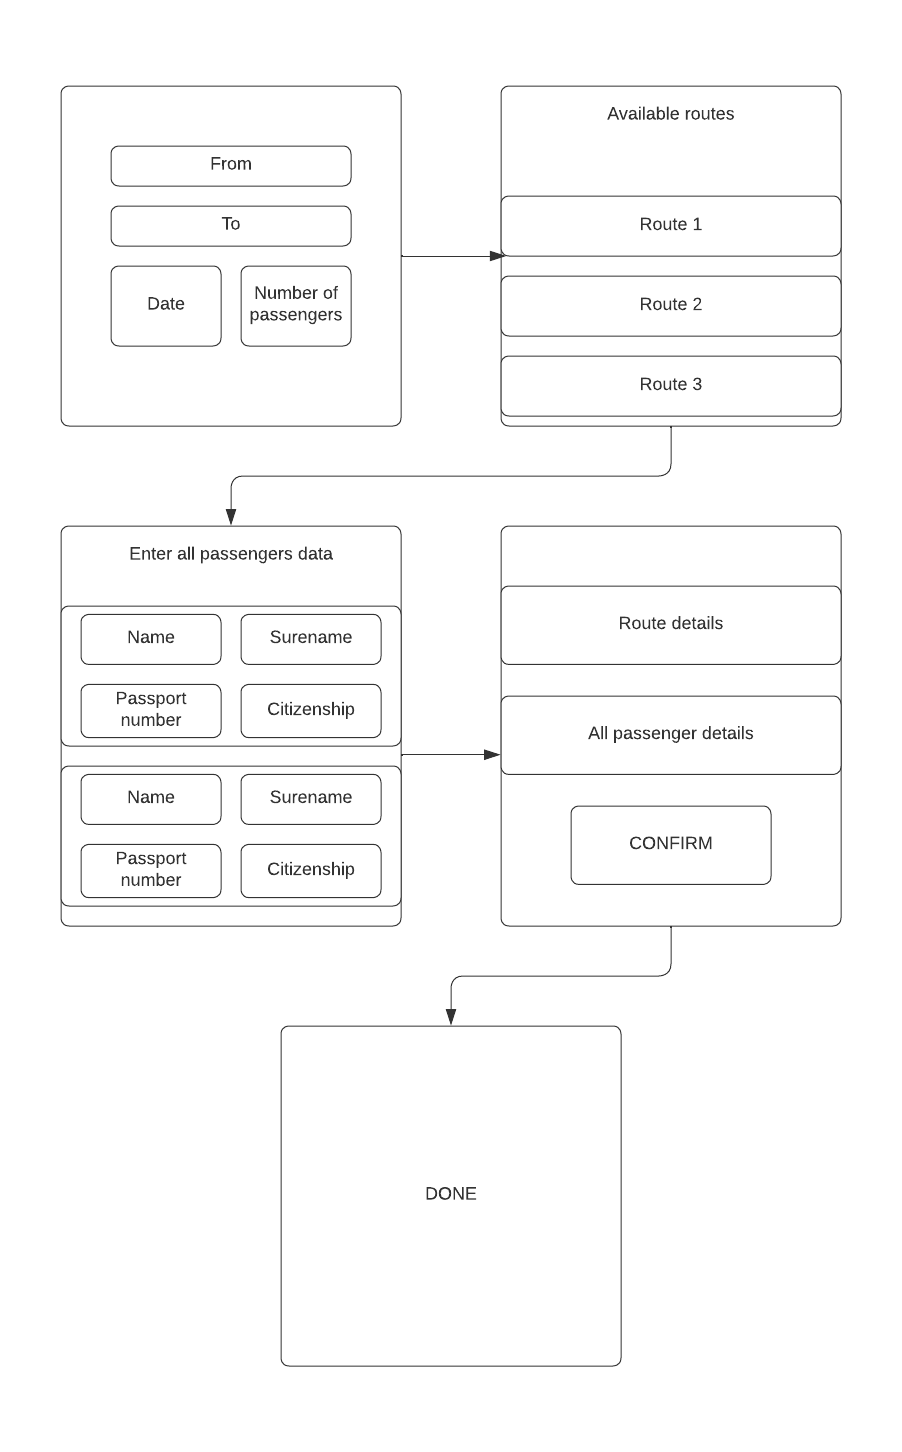 From
To
Date
Number of
passengers
Available routes
Route 1
Route 2
Route 3
Enter all passengers data
Name
Surename
Passport
number
Citizenship
Name
Surename
Passport
number
Citizenship
Route details
All passenger details
CONFIRM
DONE